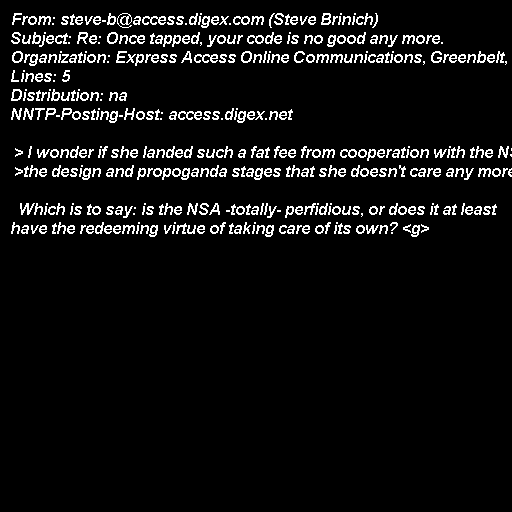 From: steve-b@access.digex.com (Steve Brinich)
Subject: Re: Once tapped, your code is no good any more.
Organization: Express Access Online Communications, Greenbelt,
Lines: 5
Distribution: na
NNTP-Posting-Host: access.digex.net
> I wonder if she landed such a fat fee from cooperation with the
>the design and propoganda stages that she doesn't care any more
Which is to say: is the NSA -totally- perfidious, or does it at least
have the redeeming virtue of taking care of its own? <g>